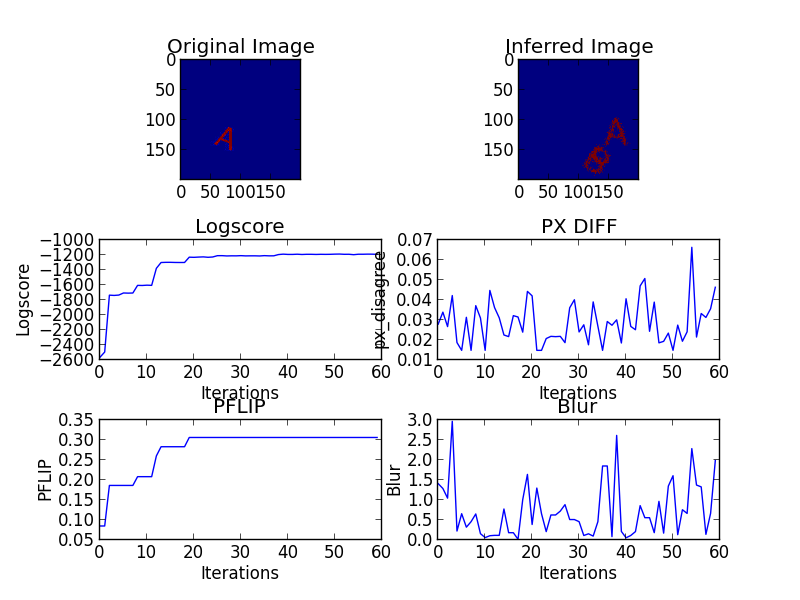 Original Image
Inferred Image
0
50
100
150
0 50 100 150
A
0
50
100
150
0 50 100 150
A
Logscore
PX DIFF
−1000
−1200
−1400
−1600
−1800
−2000
−2200
−2400
−2600
Logscore
0 10 20 30 40 50 60
Iterations
0.07
0.06
0.05
0.04
0.03
0.02
0.01
px_disagree
0 10 20 30 40 50 60
Iterations
PFLIP
Blur
0.35
0.30
0.25
0.20
0.15
0.10
0.05
PFLIP
0 10 20 30 40 50 60
Iterations
3.0
2.5
2.0
1.5
1.0
0.5
0.0
Blur
0 10 20 30 40 50 60
Iterations